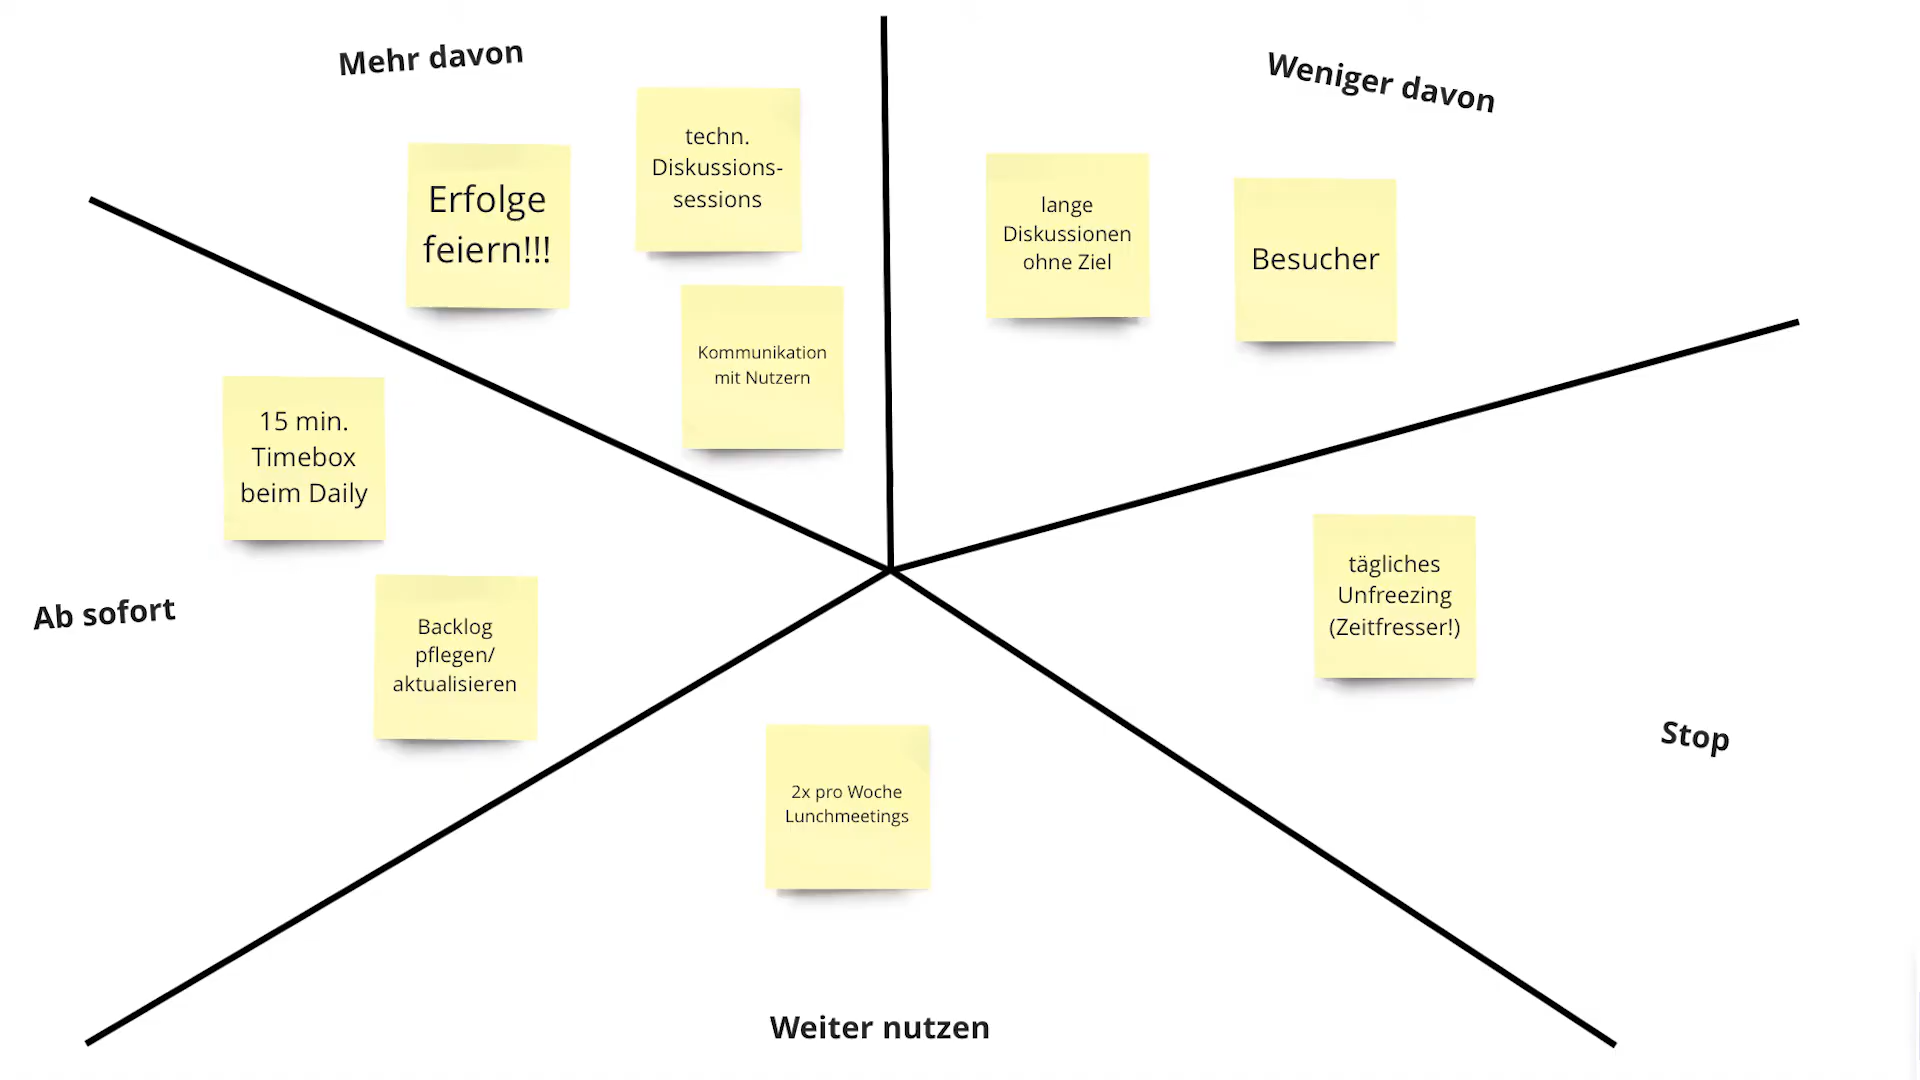 Mehr davon
Erfolge
feiern!!!
techn.
Diskussions-
sessions
Kommunikation
mit Nutzern
Weniger davon
lange
Diskussionen
ohne Ziel
Besucher
Ab sofort
15 min.
Timebox
beim Daily
Backlog
pflegen/
aktualisieren
tägliches
Unfreezing
(Zeitfresser!)
Stop
2x pro Woche
Lunchmeetings
Weiter nutzen